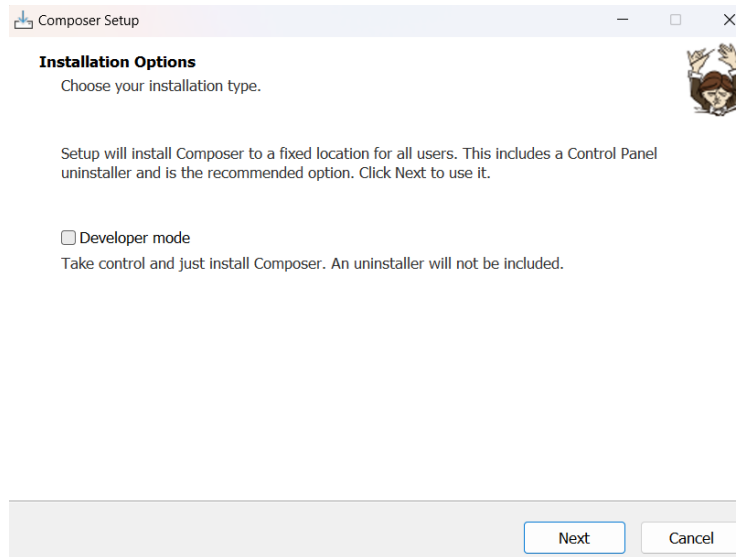 Composer Setup
Installation Options
Choose your installation type.
Setup will install Composer to a fixed location for all users. This includes a Control Panel
uninstaller and is the recommended option. Click Next to use it.
Developer mode
Take control and just install Composer. An uninstaller will not be included.
Next
Cancel